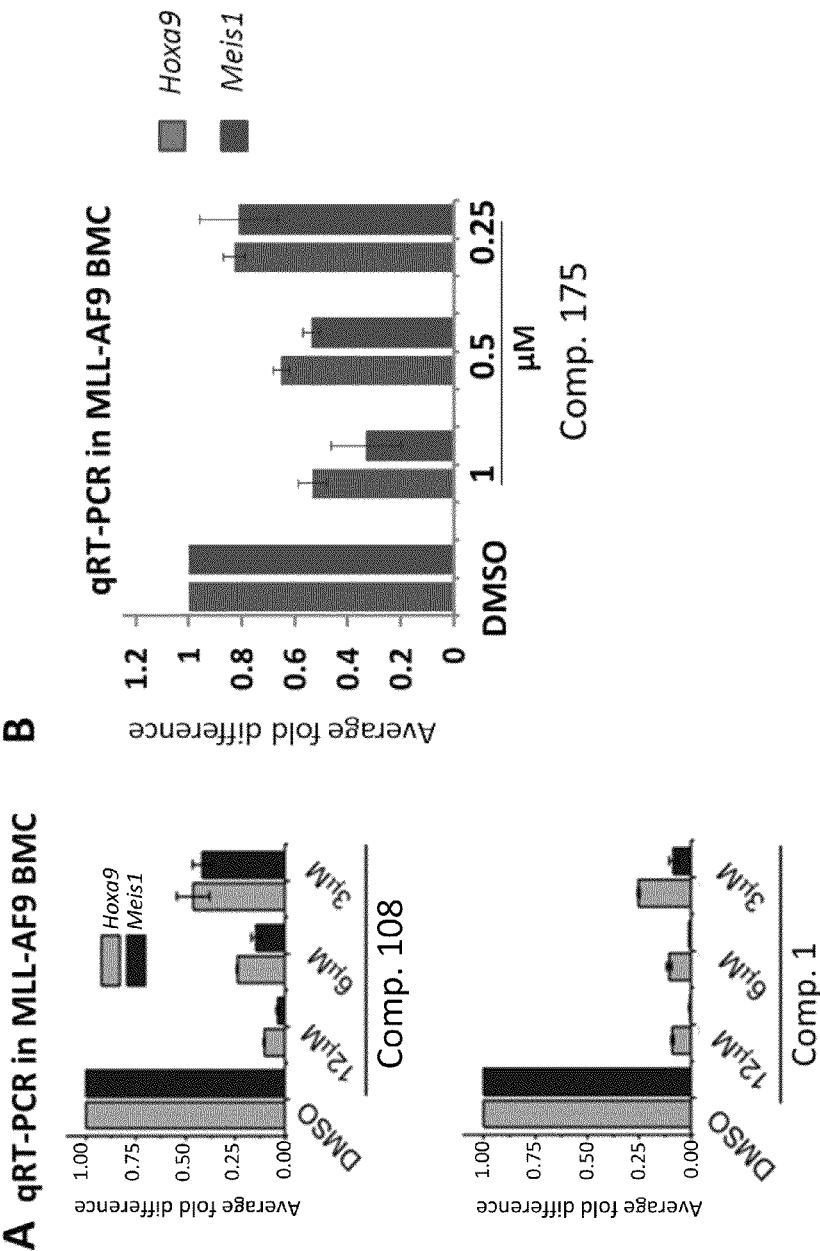 A
qRT-PCR in MLL-AF9 BMC
Average fold difference
1.00
0.75
0.50
0.25
0.00
Hoxa9
Meis1
DMSO
12µM
6µM
3µM
Comp. 108
Average fold difference
1.00
0.75
0.50
0.25
0.00
DMSO
12µM
6µM
3µM
Comp. 1
B
qRT-PCR in MLL-AF9 BMC
Average fold difference
1.2
1
0.8
0.6
0.4
0.2
0
DMSO
1
0.5
0.25
µM
Comp. 175
Hoxa9
Meis1